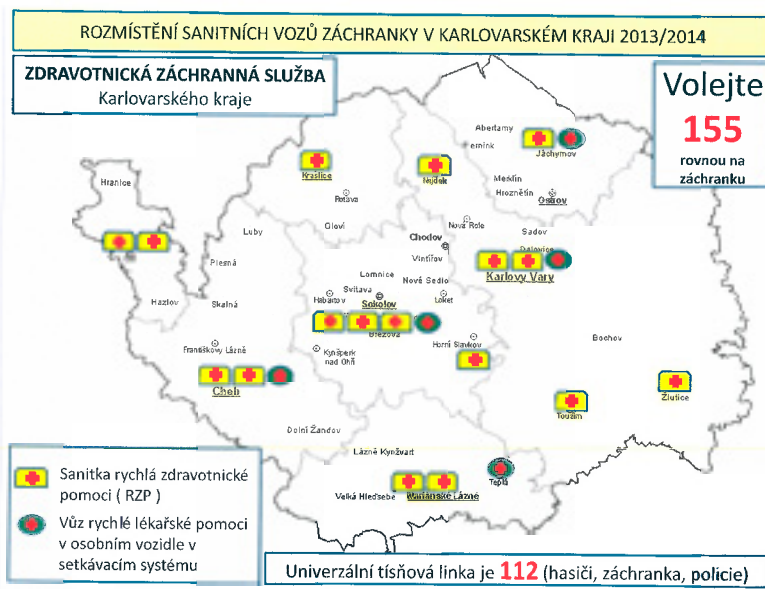 ROZMÍSTĚNÍ SANITNÍCH VOZŮ ZÁCHRANKY V KARLOVARSKÉM KRAJI 2013/2014
ZDRAVOTNICKÁ ZÁCHRANNÁ SLUŽBA
Karlovarského kraje
Volejte
155
rovnou na
záchranku
Abertamy
Jáchymov
Kraslice
Nejdek
Merklín
Hroznětín
Ostrov
Hranice
Rotava
Nová Role
Luby
Oloví
Sadov
Chodov
Vintířov
Plesná
Karlovy Vary
Lomnice
Nové Sedlo
Svitava
Habartov
Sokolov
Loket
Hazlov
Skalná
Březová
Bochov
Horní Slavkov
Františkovy Lázně
Kynšperk
nad Ohří
Cheb
Žlutice
Toužim
Dolní Žandov
Lázně Kynžvart
Teplá
Velká Hleďsebe
Mariánské Lázně
Sanitka rychlá zdravotnické
pomoci ( RZP )
Vůz rychlé lékařské pomoci
v osobním vozidle v
setkávacím systému
Univerzální tísňová linka je 112 (hasiči, záchranka, policie)